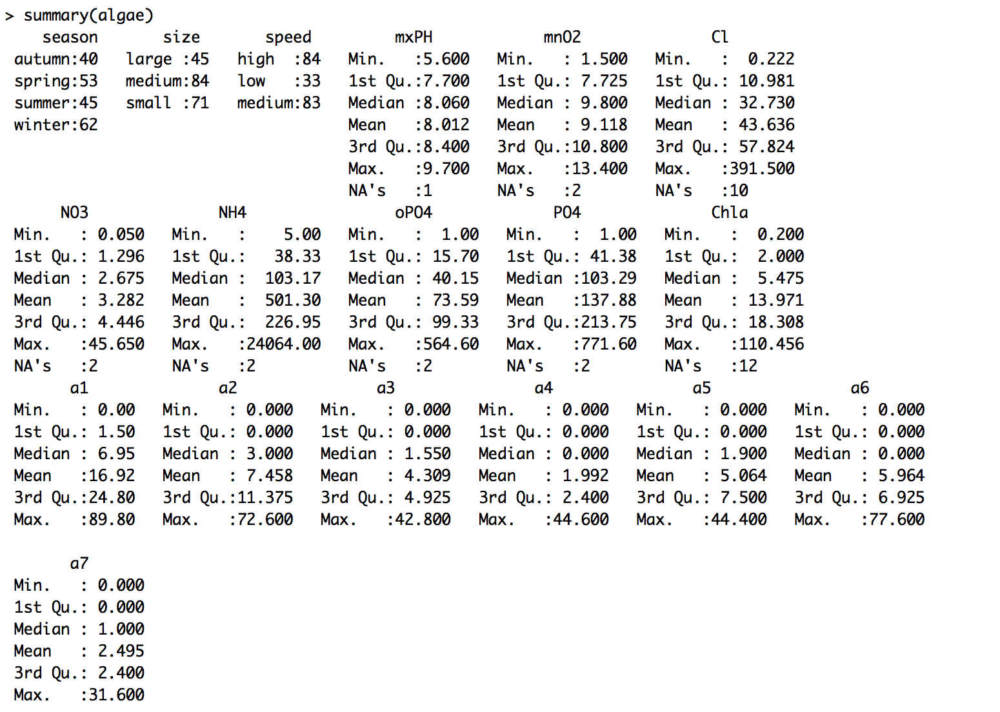 > summary(algae)
    season       size       speed         mxPH            mnO2              Cl
 autumn:40   large :45   high  :84   Min.   :5.600   Min.   : 1.500   Min.   :  0.222
 spring:53   medium:84   low   :33   1st Qu.:7.700   1st Qu.: 7.725   1st Qu.: 10.981
 summer:45   small :71   medium:83   Median :8.060   Median : 9.800   Median : 32.730
 winter:62                           Mean   :8.012   Mean   : 9.118   Mean   : 43.636
                                     3rd Qu.:8.400   3rd Qu.:10.800   3rd Qu.: 57.824
                                     Max.   :9.700   Max.   :13.400   Max.   :391.500
                                     NA's   :1       NA's   :2        NA's   :10
      NO3              NH4                oPO4             PO4              Chla
 Min.   : 0.050   Min.   :    5.00   Min.   :  1.00   Min.   :  1.00   Min.   :  0.200
 1st Qu.: 1.296   1st Qu.:   38.33   1st Qu.: 15.70   1st Qu.: 41.38   1st Qu.:  2.000
 Median : 2.675   Median :  103.17   Median : 40.15   Median :103.29   Median :  5.475
 Mean   : 3.282   Mean   :  501.30   Mean   : 73.59   Mean   :137.88   Mean   : 13.971
 3rd Qu.: 4.446   3rd Qu.:  226.95   3rd Qu.: 99.33   3rd Qu.:213.75   3rd Qu.: 18.308
 Max.   :45.650   Max.   :24064.00   Max.   :564.60   Max.   :771.60   Max.   :110.456
 NA's   :2        NA's   :2          NA's   :2        NA's   :2        NA's   :12
       a1              a2               a3               a4               a5               a6
 Min.   : 0.00   Min.   : 0.000   Min.   : 0.000   Min.   : 0.000   Min.   : 0.000   Min.   : 0.000
 1st Qu.: 1.50   1st Qu.: 0.000   1st Qu.: 0.000   1st Qu.: 0.000   1st Qu.: 0.000   1st Qu.: 0.000
 Median : 6.95   Median : 3.000   Median : 1.550   Median : 0.000   Median : 1.900   Median : 0.000
 Mean   :16.92   Mean   : 7.458   Mean   : 4.309   Mean   : 1.992   Mean   : 5.064   Mean   : 5.964
 3rd Qu.:24.80   3rd Qu.:11.375   3rd Qu.: 4.925   3rd Qu.: 2.400   3rd Qu.: 7.500   3rd Qu.: 6.925
 Max.   :89.80   Max.   :72.600   Max.   :42.800   Max.   :44.600   Max.   :44.400   Max.   :77.600
       a7
 Min.   : 0.000
 1st Qu.: 0.000
 Median : 1.000
 Mean   : 2.495
 3rd Qu.: 2.400
 Max.   :31.600